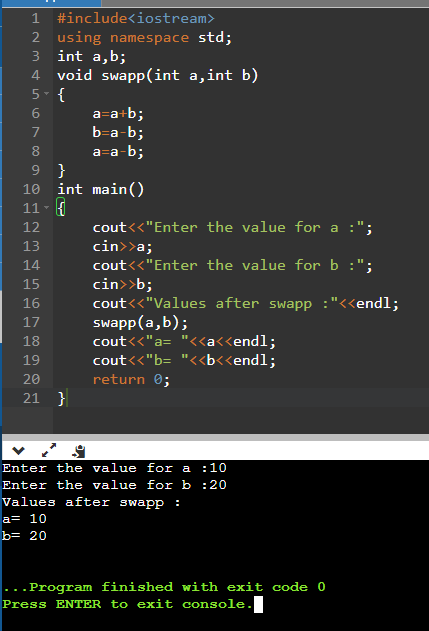 1 #include<iostream>
2 using namespace std;
3 int a,b;
4 void swapp(int a,int b)
5 {
6 a=a+b;
7 b=a-b;
8 a=a-b;
9 }
10 int main()
11 {
12 cout<<"Enter the value for a :";
13 cin>>a;
14 cout<<"Enter the value for b :";
15 cin>>b;
16 cout<<"Values after swapp :"<<endl;
17 swapp(a,b);
18 cout<<"a= "<<a<<endl;
19 cout<<"b= "<<b<<endl;
20 return 0;
21 }
Enter the value for a :10
Enter the value for b :20
Values after swapp :
a= 10
b= 20
...Program finished with exit code 0
Press ENTER to exit console.